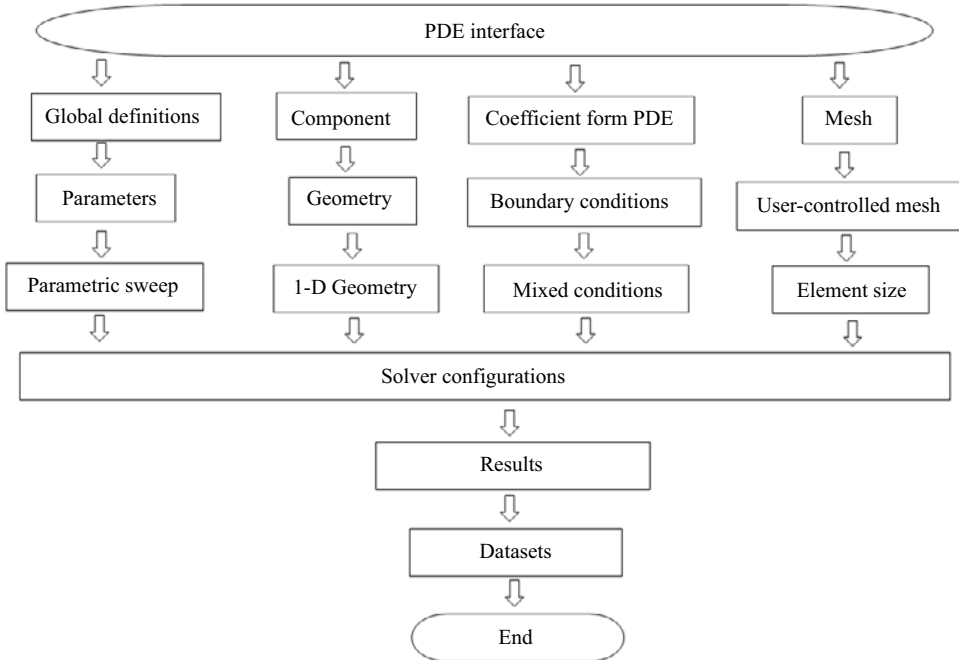 PDE interface
Global definitions
Component
Coefficient form PDE
Mesh
Parameters
Geometry
Boundary conditions
User-controlled mesh
Parametric sweep
1-D Geometry
Mixed conditions
Element size
Solver configurations
Results
Datasets
End